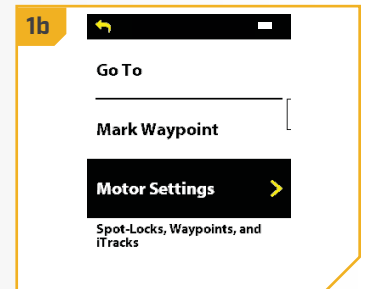 1b
Go To
Mark Waypoint
Motor Settings
Spot-Locks, Waypoints, and
iTracks